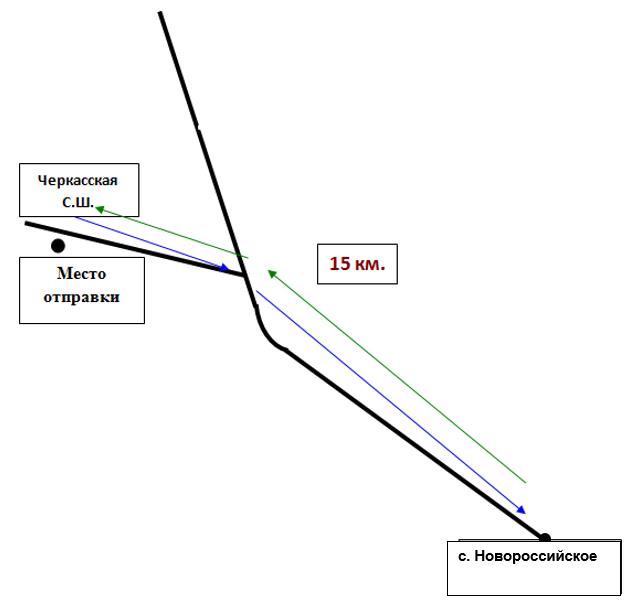 Черкасская
С.Ш.
Место
отправки
15 км.
с. Новороссийское